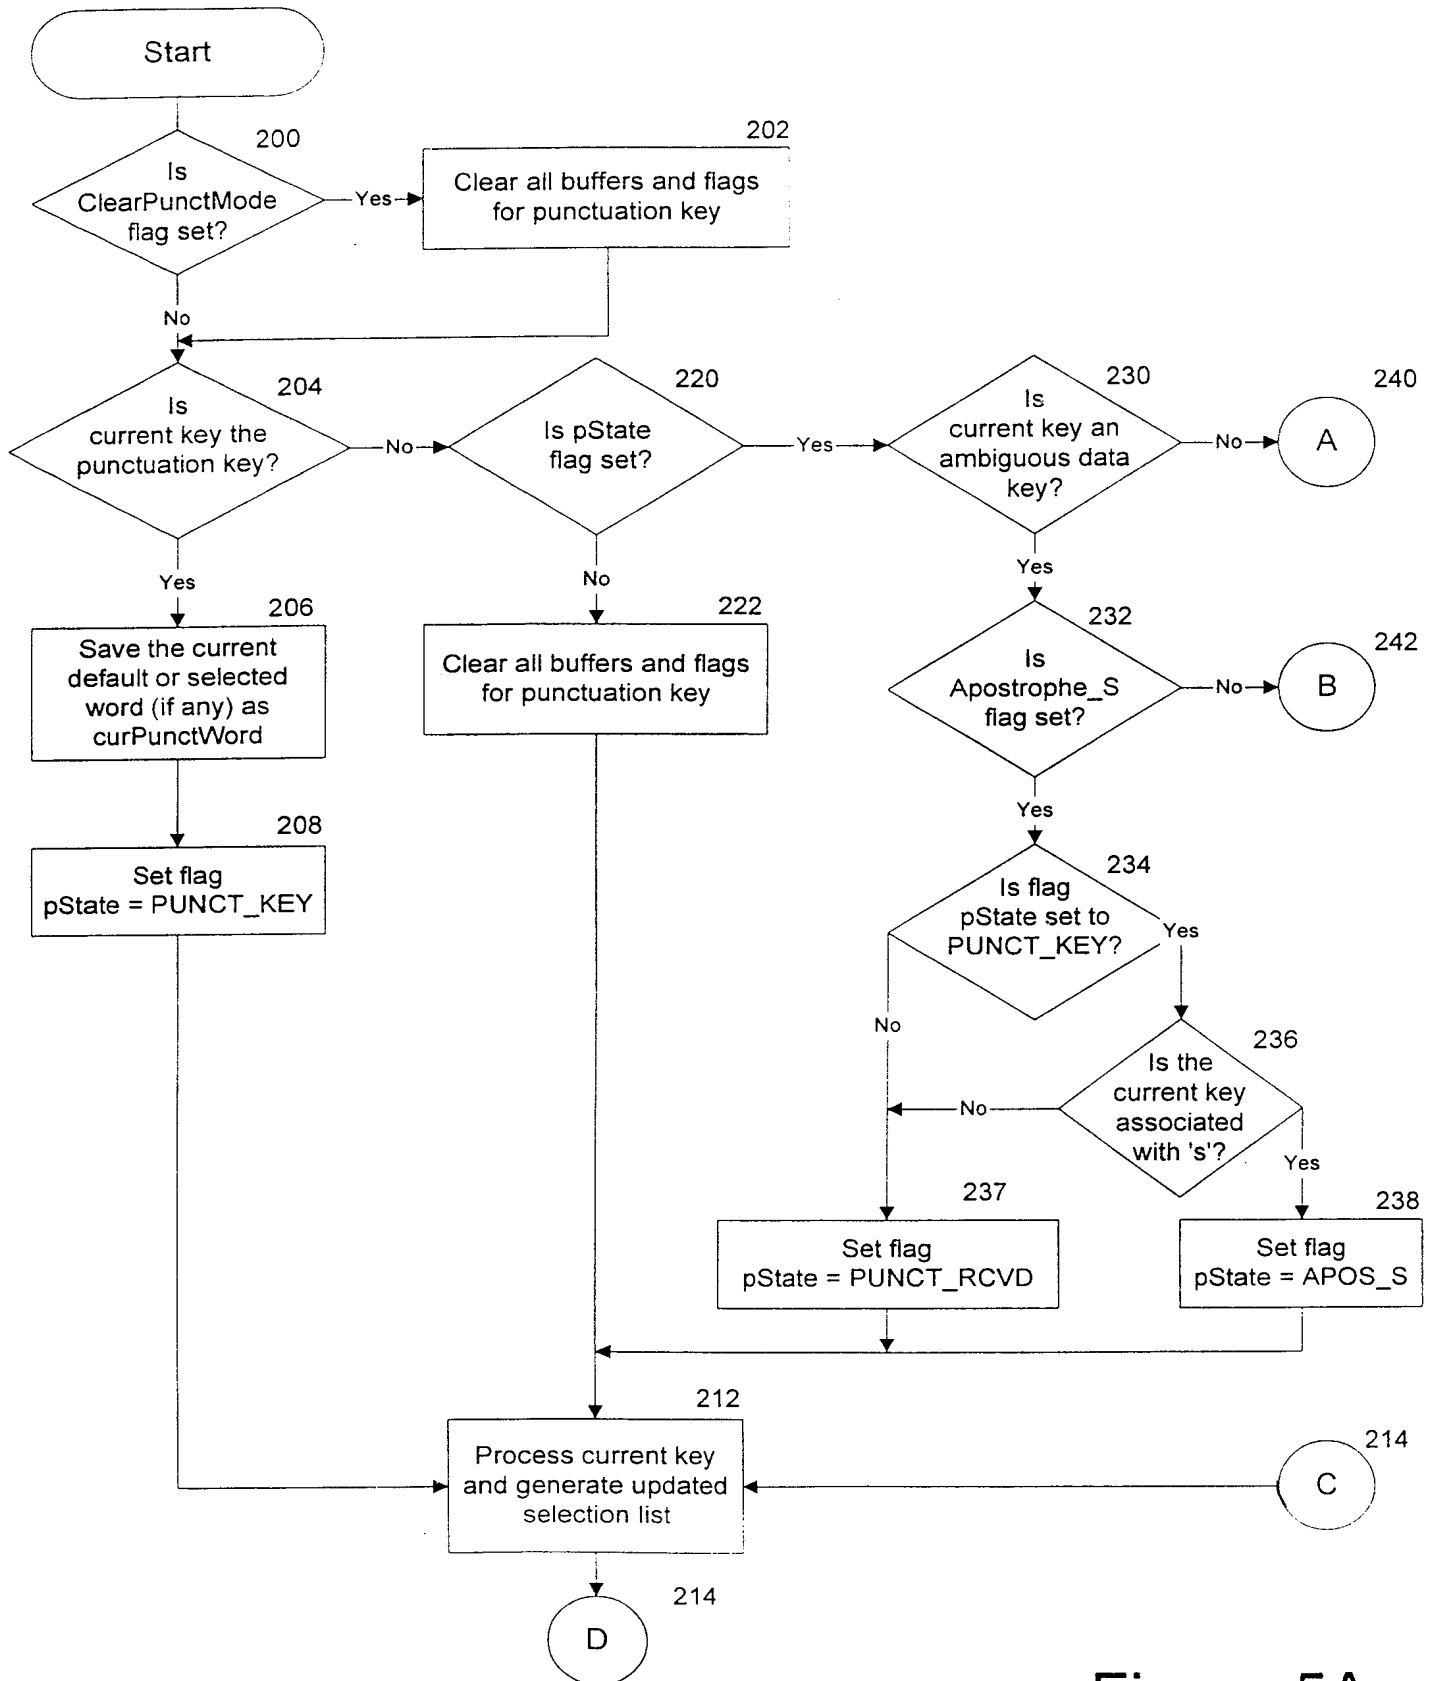 Start
200
Is
ClearPunctMode
flag set?
Yes
202
Clear all buffers and flags
for punctuation key
No
204
Is
current key the
punctuation key?
No
220
Is pState
flag set?
Yes
230
Is
current key an
ambiguous data
key?
No
240
A
Yes
206
Save the current
default or selected
word (if any) as
curPunctWord
No
222
Clear all buffers and flags
for punctuation key
Yes
232
Is
Apostrophe_S
flag set?
No
242
B
208
Set flag
pState = PUNCT_KEY
Yes
234
Is flag
pState set to
PUNCT_KEY?
Yes
No
236
Is the
current key
associated
with 's'?
No
Yes
237
Set flag
pState = PUNCT_RCVD
238
Set flag
pState = APOS_S
212
Process current key
and generate updated
selection list
214
C
214
D